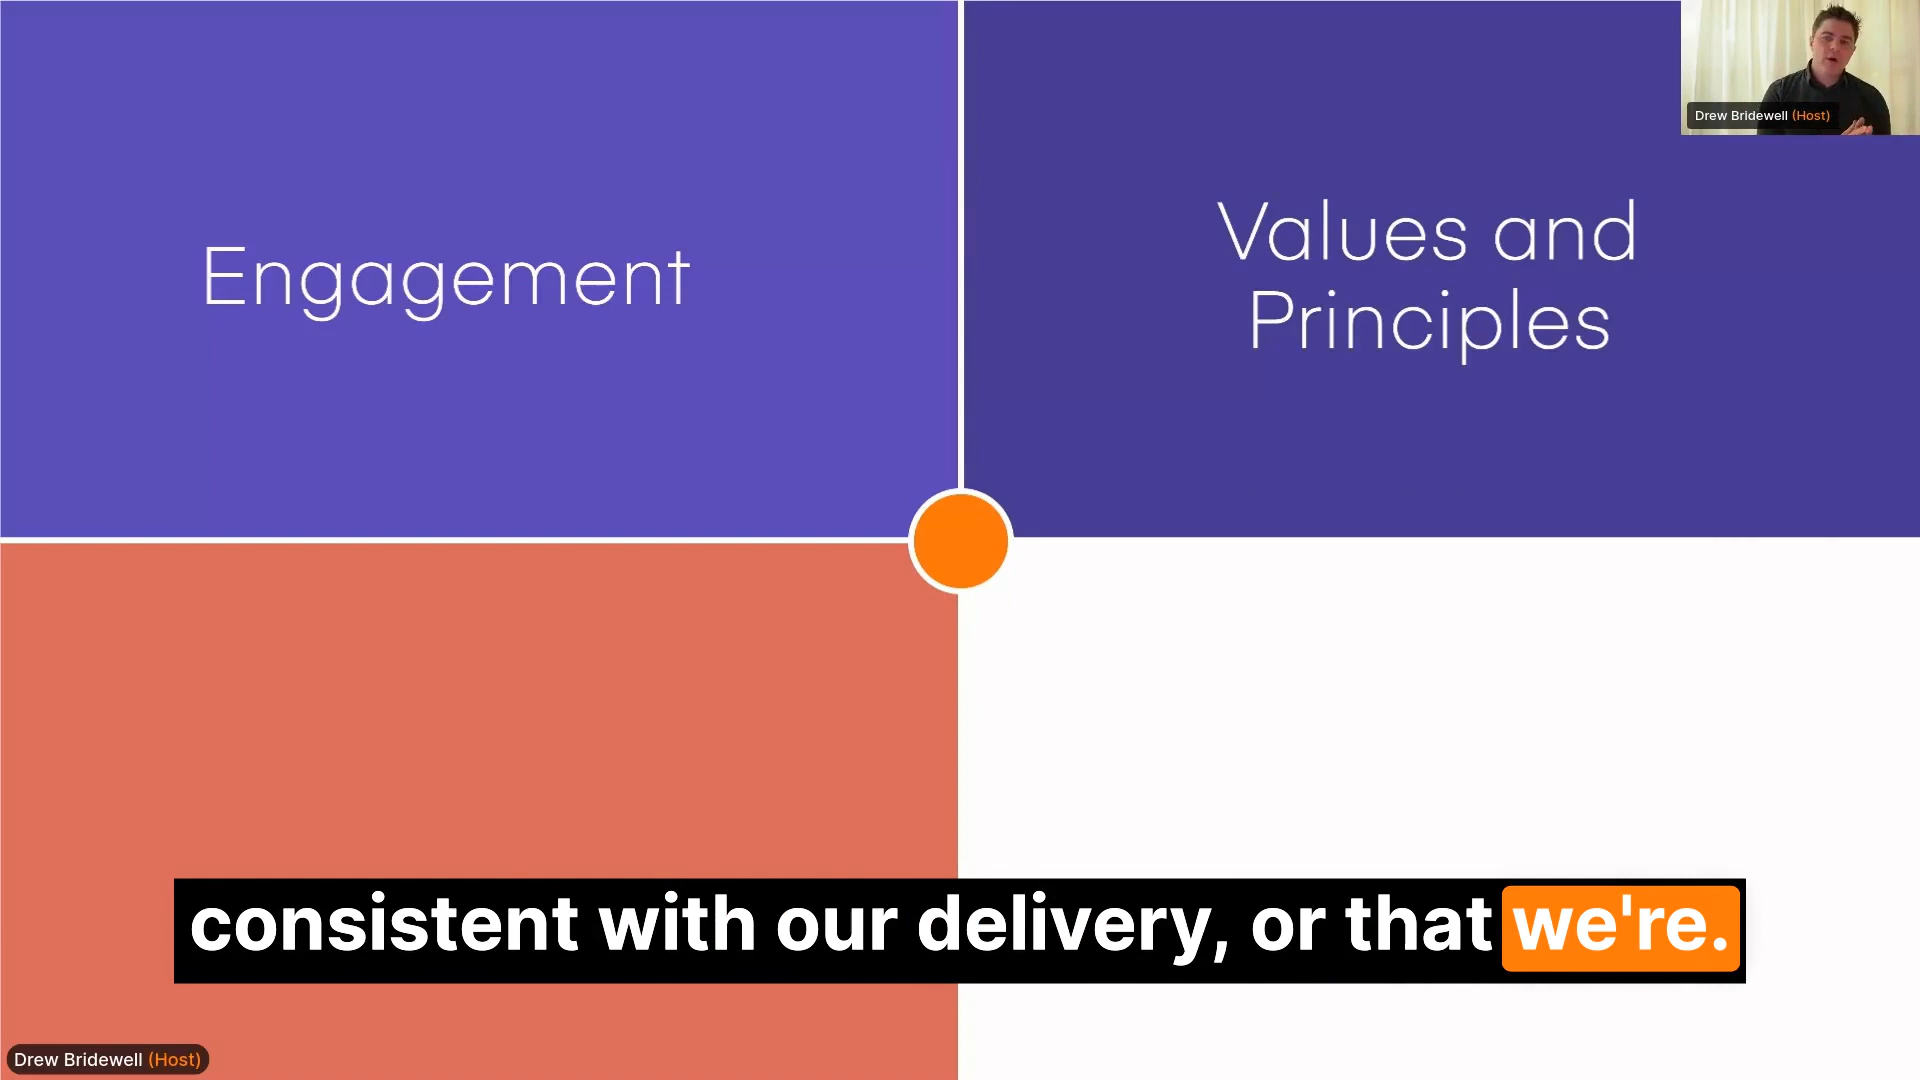 Drew Bridewell (Host)
Engagement
Values and
Principles
consistent with our delivery, or that we're.
Drew Bridewell (Host)